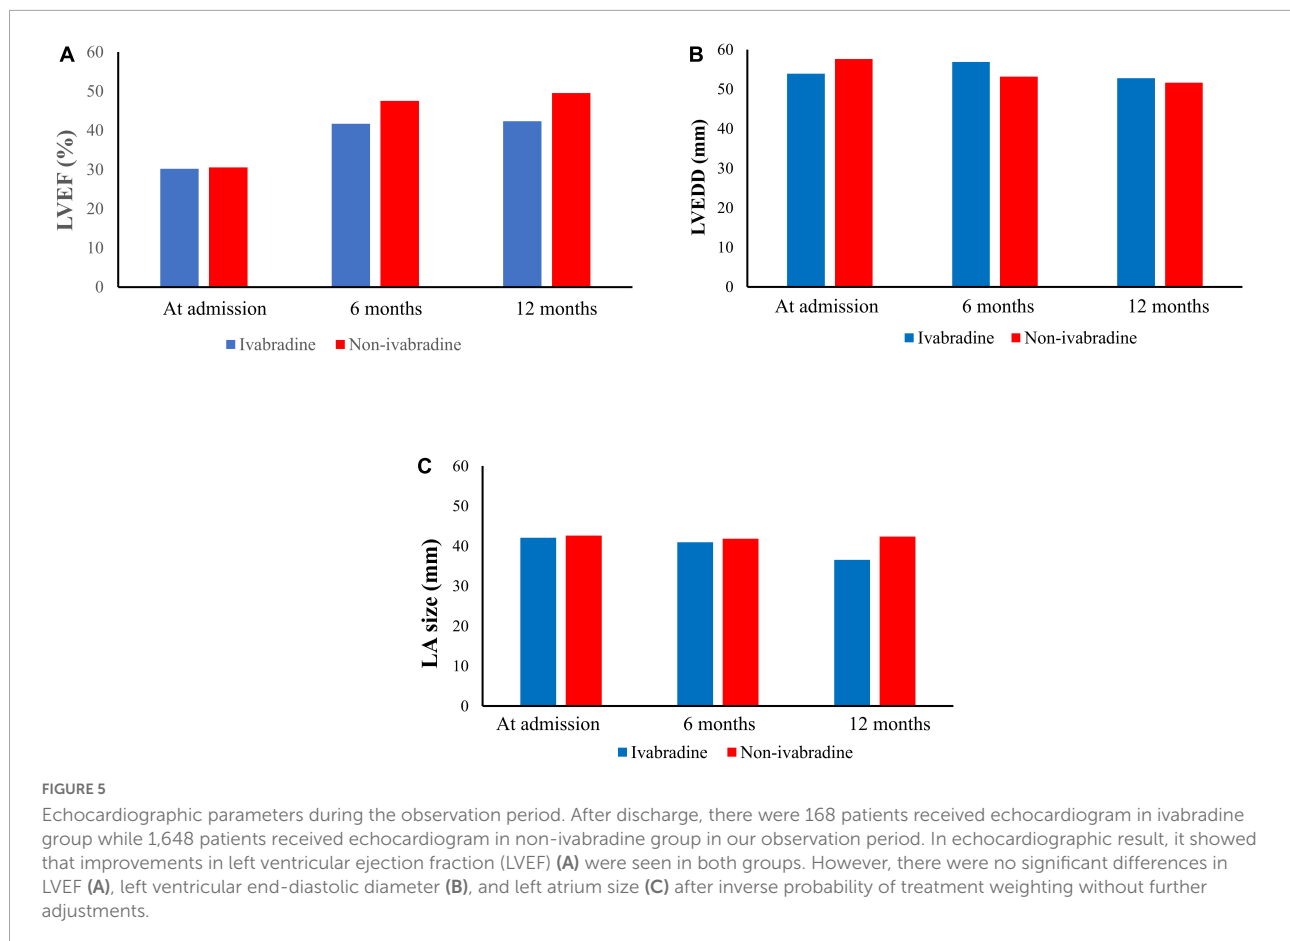 A
60
50
40
30
20
10
0
LVEF (%)
At admission
6 months
12 months
Ivabradine
Non-ivabradine
B
60
50
40
30
20
10
0
LVEDD (mm)
At admission
6 months
12 months
Ivabradine
Non-ivabradine
C
60
50
40
30
20
10
0
LA size (mm)
At admission
6 months
12 months
Ivabradine
Non-ivabradine
FIGURE 5
Echocardiographic parameters during the observation period. After discharge, there were 168 patients received echocardiogram in ivabradine
group while 1,648 patients received echocardiogram in non-ivabradine group in our observation period. In echocardiographic result, it showed
that improvements in left ventricular ejection fraction (LVEF) (A) were seen in both groups. However, there were no significant differences in
LVEF (A), left ventricular end-diastolic diameter (B), and left atrium size (C) after inverse probability of treatment weighting without further
adjustments.